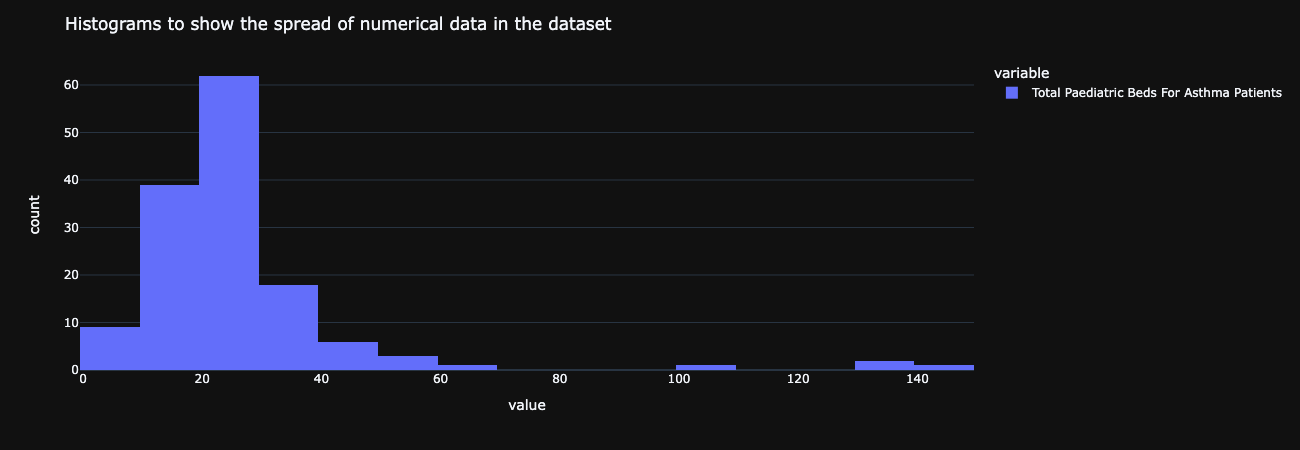 Histograms to show the spread of numerical data in the dataset
variable
Total Paediatric Beds For Asthma Patients
60
50
40
30
20
10
0
count
0 20 40 60 80 100 120 140
value